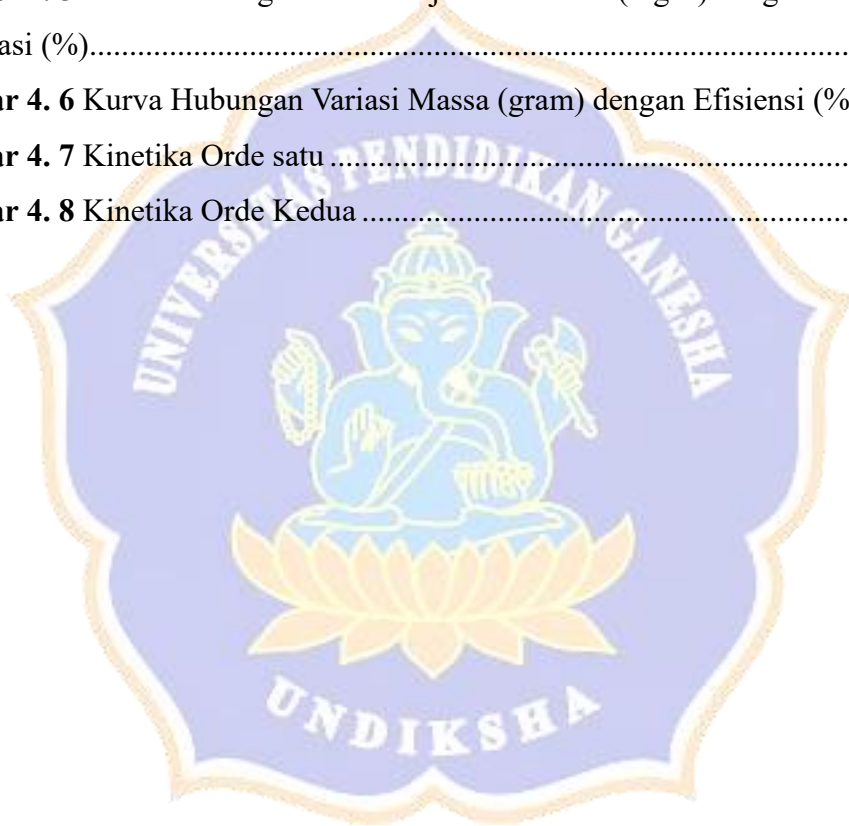 asi (%)....................................................................................................
ar 4. 6 Kurva Hubungan Variasi Massa (gram) dengan Efisiensi (%
ar 4. 7 Kinetika Orde satu ....................................................................
ar 4. 8 Kinetika Orde Kedua ................................................................
UNIVERSITAS PENDIDIKAN GANESHA
UNDIKSHA